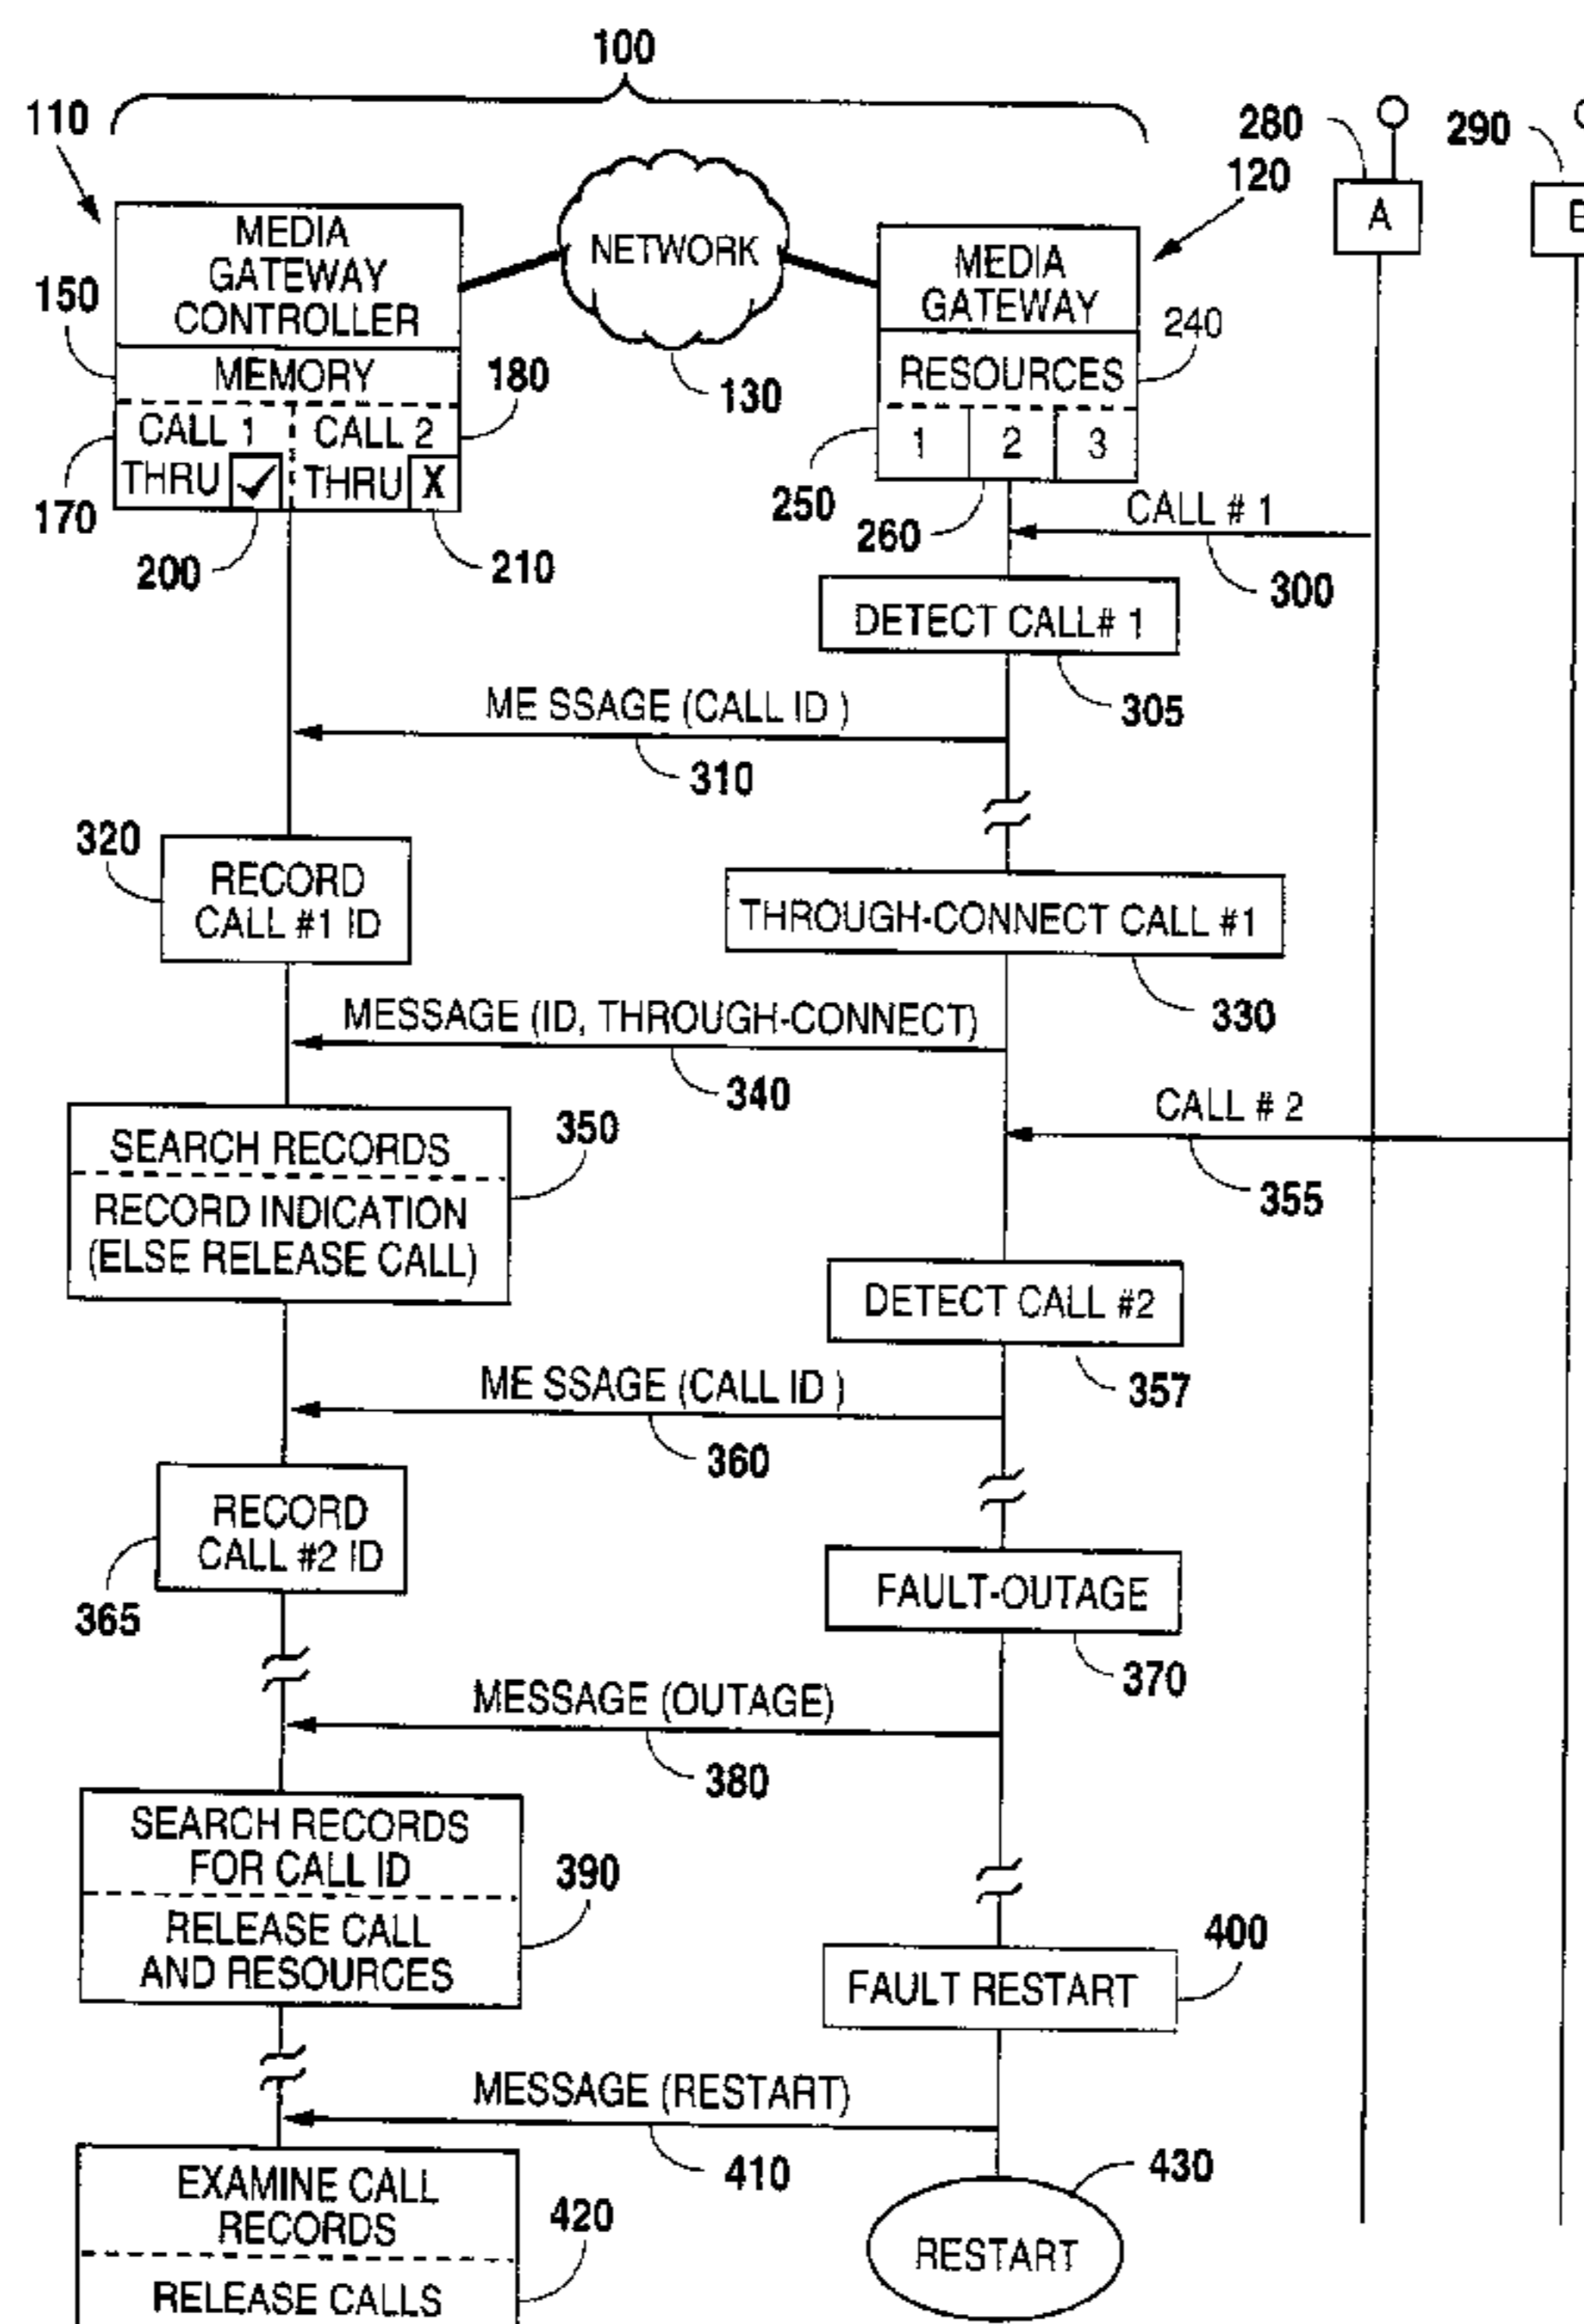 100
110
280
290
120
A
MEDIA
GATEWAY
CONTROLLER
NETWORK
MEDIA
GATEWAY
150
240
MEMORY
180
130
RESOURCES
CALL 1
CALL 2
1
2
3
THRU ✓
THRU X
170
200
210
250
260
CALL # 1
300
DETECT CALL# 1
305
ME SSAGE (CALL ID )
310
320
RECORD
CALL #1 ID
THROUGH-CONNECT CALL #1
330
MESSAGE (ID, THROUGH-CONNECT)
340
CALL # 2
355
350
SEARCH RECORDS
RECORD INDICATION
(ELSE RELEASE CALL)
DETECT CALL #2
357
ME SSAGE (CALL ID )
360
RECORD
CALL #2 ID
365
FAULT-OUTAGE
370
MESSAGE (OUTAGE)
380
SEARCH RECORDS
FOR CALL ID
390
RELEASE CALL
AND RESOURCES
400
FAULT RESTART
MESSAGE (RESTART)
410
430
EXAMINE CALL
RECORDS
420
RELEASE CALLS
RESTART